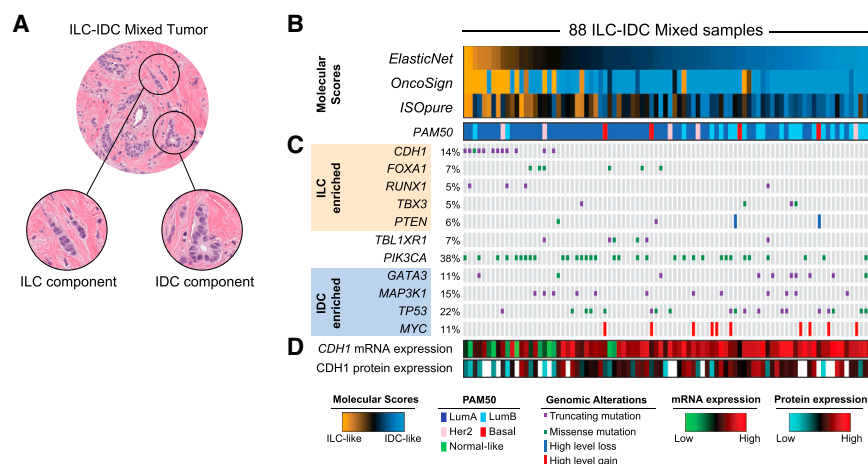 A
ILC-IDC Mixed Tumor
ILC component
IDC component
B
88 ILC-IDC Mixed samples
Molecular Scores
ElasticNet
OncoSign
ISOpure
PAM50
C
ILC enriched
CDH1 14%
FOXA1 7%
RUNX1 5%
TBX3 5%
PTEN 6%
TBL1XR1 7%
PIK3CA 38%
IDC enriched
GATA3 11%
MAP3K1 15%
TP53 22%
MYC 11%
D
CDH1 mRNA expression
CDH1 protein expression
Molecular Scores
ILC-like IDC-like
PAM50
LumA LumB
Her2 Basal
Normal-like
Genomic Alterations
Truncating mutation
Missense mutation
High level loss
High level gain
mRNA expression
Low High
Protein expression
Low High